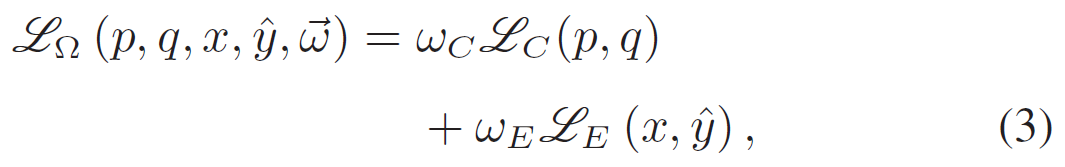 ℒ_Ω (p, q, x, ŷ, ω⃗) = ω_C ℒ_C(p, q)
+ ω_E ℒ_E (x, ŷ) , (3)